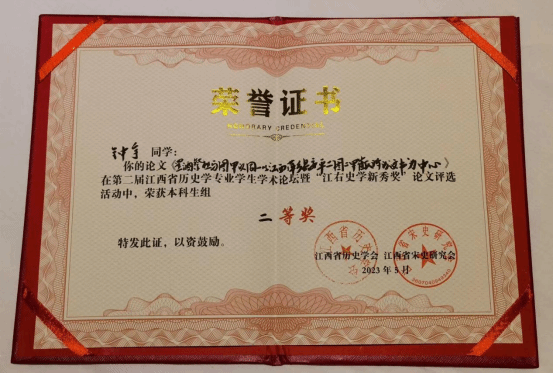 荣誉证书
HONORARY CREDENTIAL
同学：
你的论文《
》
在第二届江西省历史学专业学生学术论坛暨“江右史学新秀奖”论文评选
活动中，荣获本科生组
二等奖
特发此证，以资鼓励。
江西省历史学会 江西省宋史研究会
2023年5月